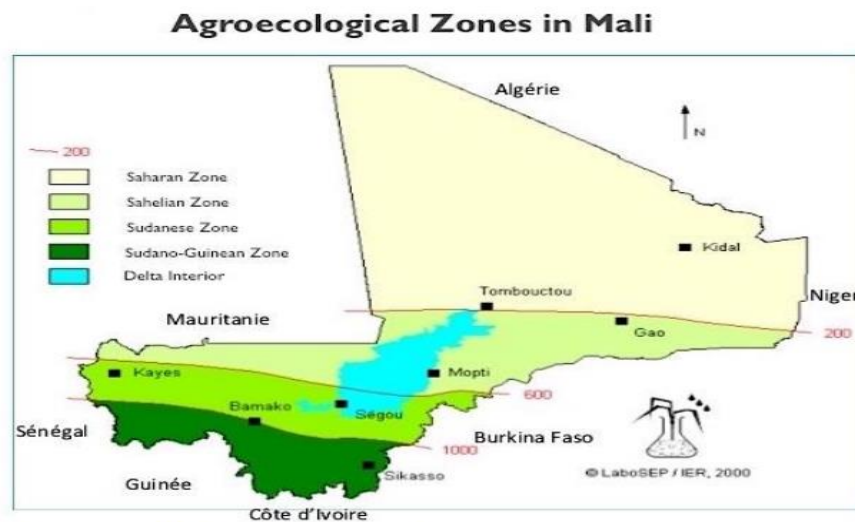 Agroecological Zones in Mali
Algérie
N
200
Saharan Zone
Sahelian Zone
Sudanese Zone
Sudano-Guinean Zone
Delta Interior
Kidal
Tombouctou
Niger
Mauritanie
Gao
200
Kayes
Mopti
600
Bamako
Ségou
Sénégal
Burkina Faso
1000
Sikasso
© LaboSEP / IER, 2000
Guinée
Côte d'Ivoire